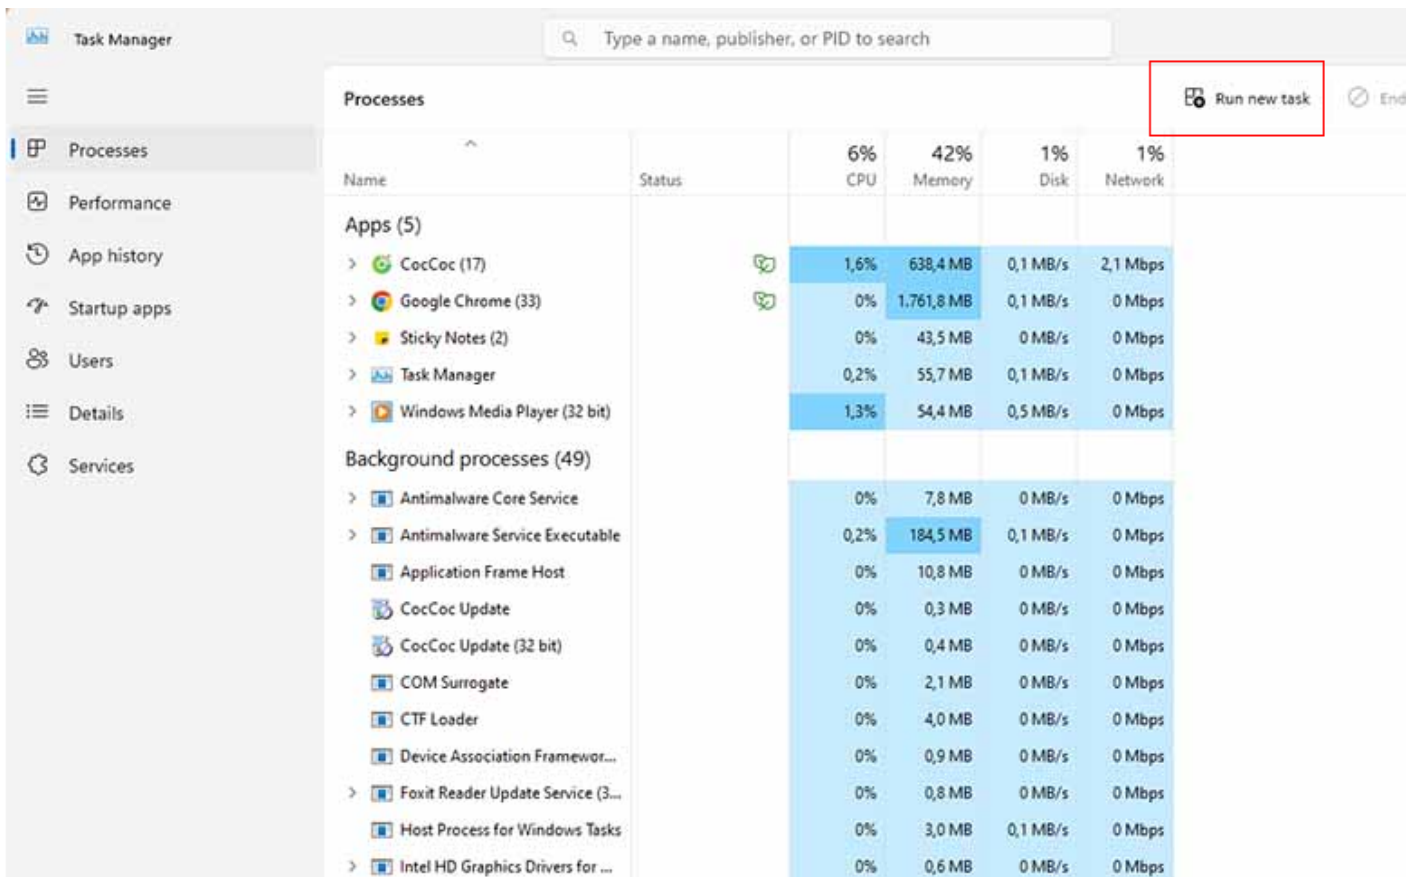 Task Manager
Type a name, publisher, or PID to search
Processes
Run new task
End
Processes
Performance
App history
Startup apps
Users
Details
Services
6% 42% 1% 1%
Name Status CPU Memory Disk Network
Apps (5)
CocCoc (17) 1,6% 638,4 MB 0,1 MB/s 2,1 Mbps
Google Chrome (33) 0% 1.761,8 MB 0,1 MB/s 0 Mbps
Sticky Notes (2) 0% 43,5 MB 0 MB/s 0 Mbps
Task Manager 0,2% 55,7 MB 0,1 MB/s 0 Mbps
Windows Media Player (32 bit) 1,3% 54,4 MB 0,5 MB/s 0 Mbps
Background processes (49)
Antimalware Core Service 0% 7,8 MB 0 MB/s 0 Mbps
Antimalware Service Executable 0,2% 184,5 MB 0,1 MB/s 0 Mbps
Application Frame Host 0% 10,8 MB 0 MB/s 0 Mbps
CocCoc Update 0% 0,3 MB 0 MB/s 0 Mbps
CocCoc Update (32 bit) 0% 0,4 MB 0 MB/s 0 Mbps
COM Surrogate 0% 2,1 MB 0 MB/s 0 Mbps
CTF Loader 0% 4,0 MB 0 MB/s 0 Mbps
Device Association Framewor... 0% 0,9 MB 0 MB/s 0 Mbps
Foxit Reader Update Service (3... 0% 0,8 MB 0 MB/s 0 Mbps
Host Process for Windows Tasks 0% 3,0 MB 0,1 MB/s 0 Mbps
Intel HD Graphics Drivers for ... 0% 0,6 MB 0 MB/s 0 Mbps